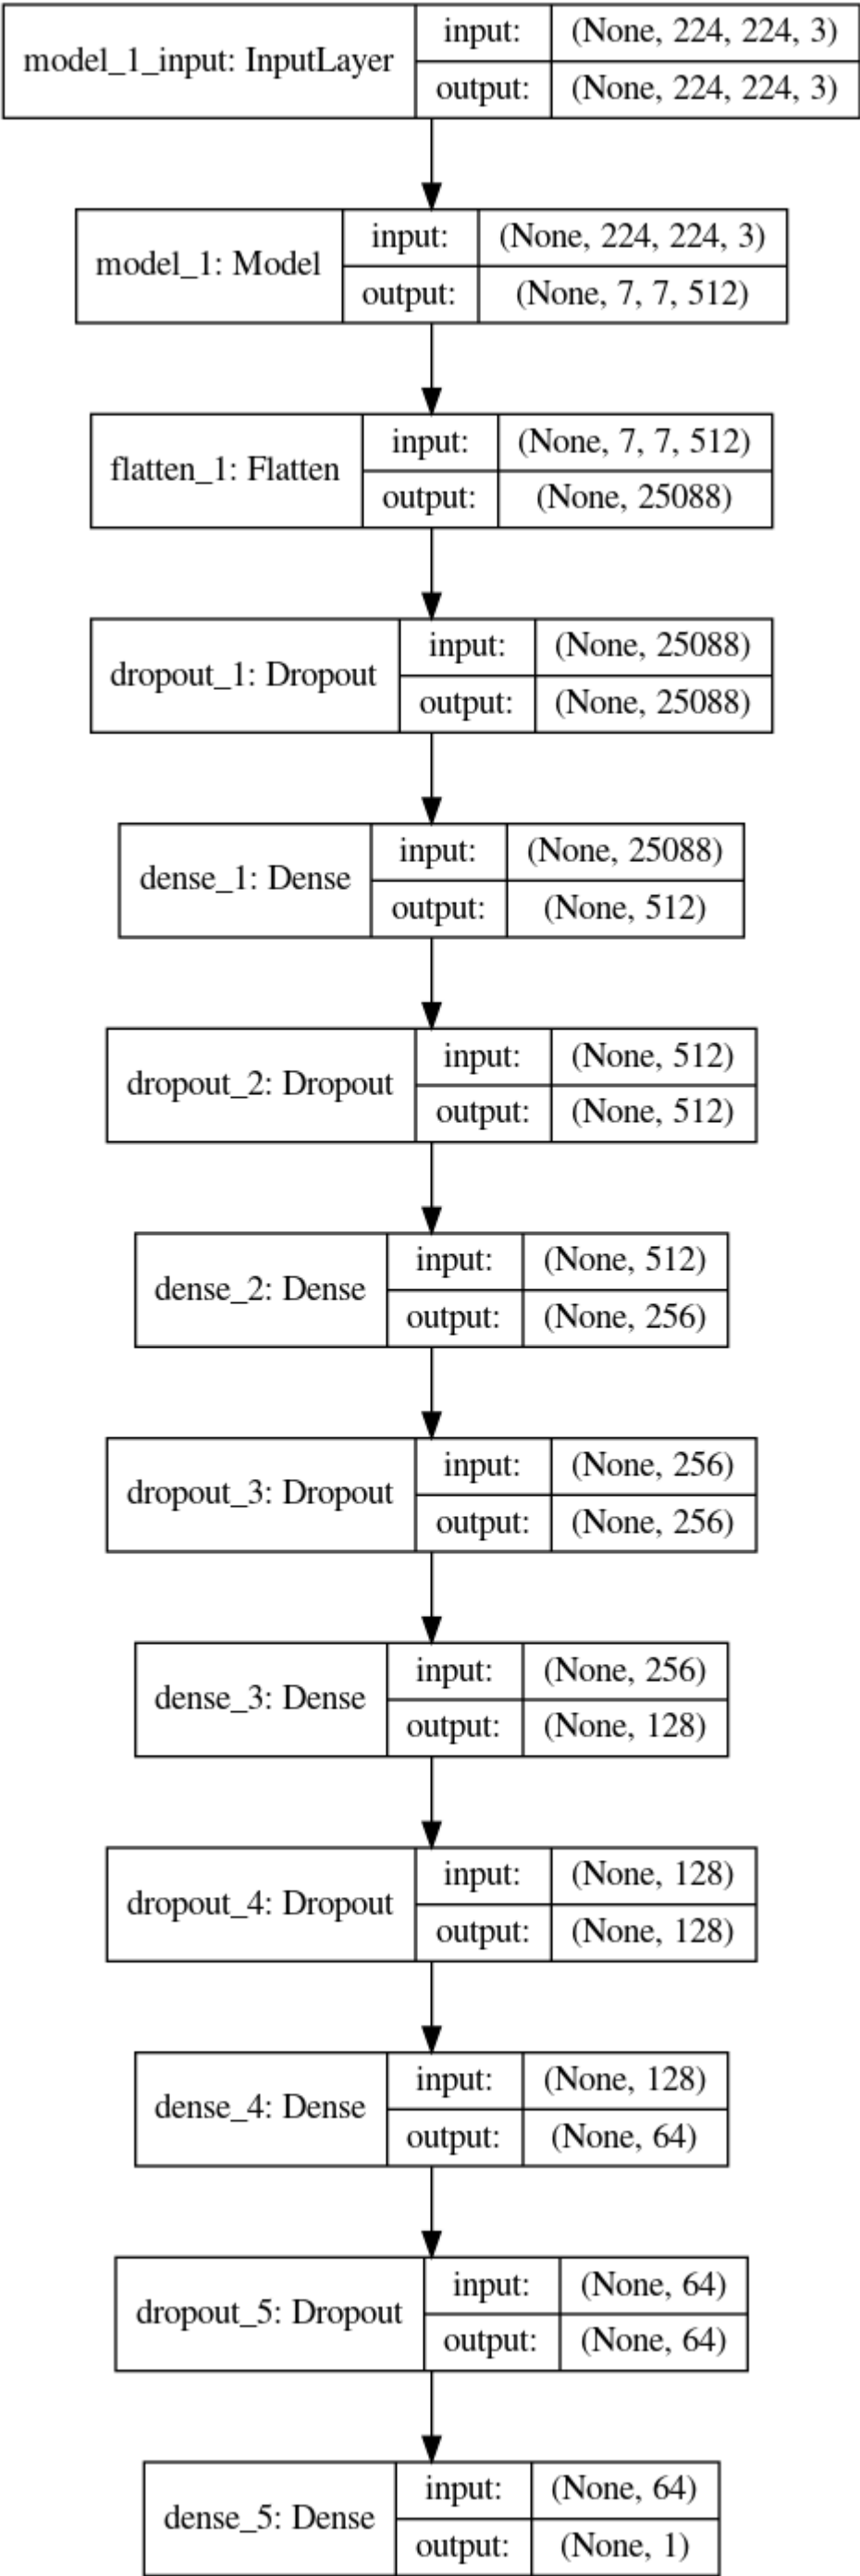 model_1_input: InputLayer
input: (None, 224, 224, 3)
output: (None, 224, 224, 3)
model_1: Model
input: (None, 224, 224, 3)
output: (None, 7, 7, 512)
flatten_1: Flatten
input: (None, 7, 7, 512)
output: (None, 25088)
dropout_1: Dropout
input: (None, 25088)
output: (None, 25088)
dense_1: Dense
input: (None, 25088)
output: (None, 512)
dropout_2: Dropout
input: (None, 512)
output: (None, 512)
dense_2: Dense
input: (None, 512)
output: (None, 256)
dropout_3: Dropout
input: (None, 256)
output: (None, 256)
dense_3: Dense
input: (None, 256)
output: (None, 128)
dropout_4: Dropout
input: (None, 128)
output: (None, 128)
dense_4: Dense
input: (None, 128)
output: (None, 64)
dropout_5: Dropout
input: (None, 64)
output: (None, 64)
dense_5: Dense
input: (None, 64)
output: (None, 1)